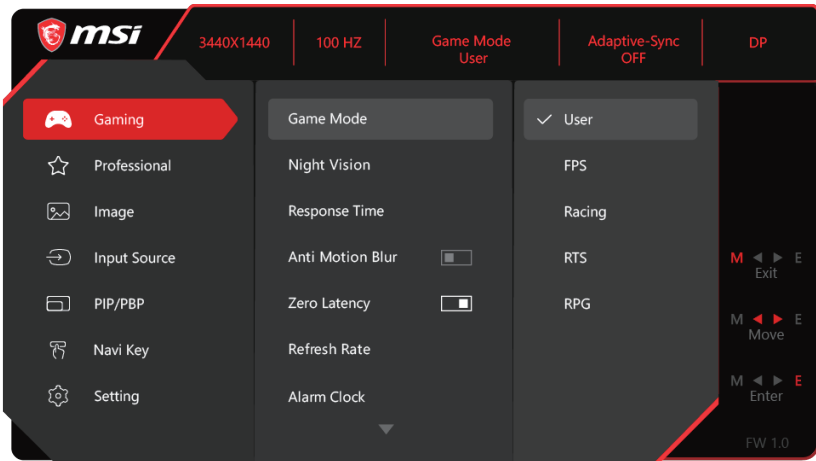 msi
3440X1440
100 HZ
Game Mode
User
Adaptive-Sync
OFF
DP
Gaming
Professional
Image
Input Source
PIP/PBP
Navi Key
Setting
Game Mode
Night Vision
Response Time
Anti Motion Blur
Zero Latency
Refresh Rate
Alarm Clock
User
FPS
Racing
RTS
RPG
M ◀ ▶ E
Exit
M ◀ ▶ E
Move
M ◀ ▶ E
Enter
FW 1.0